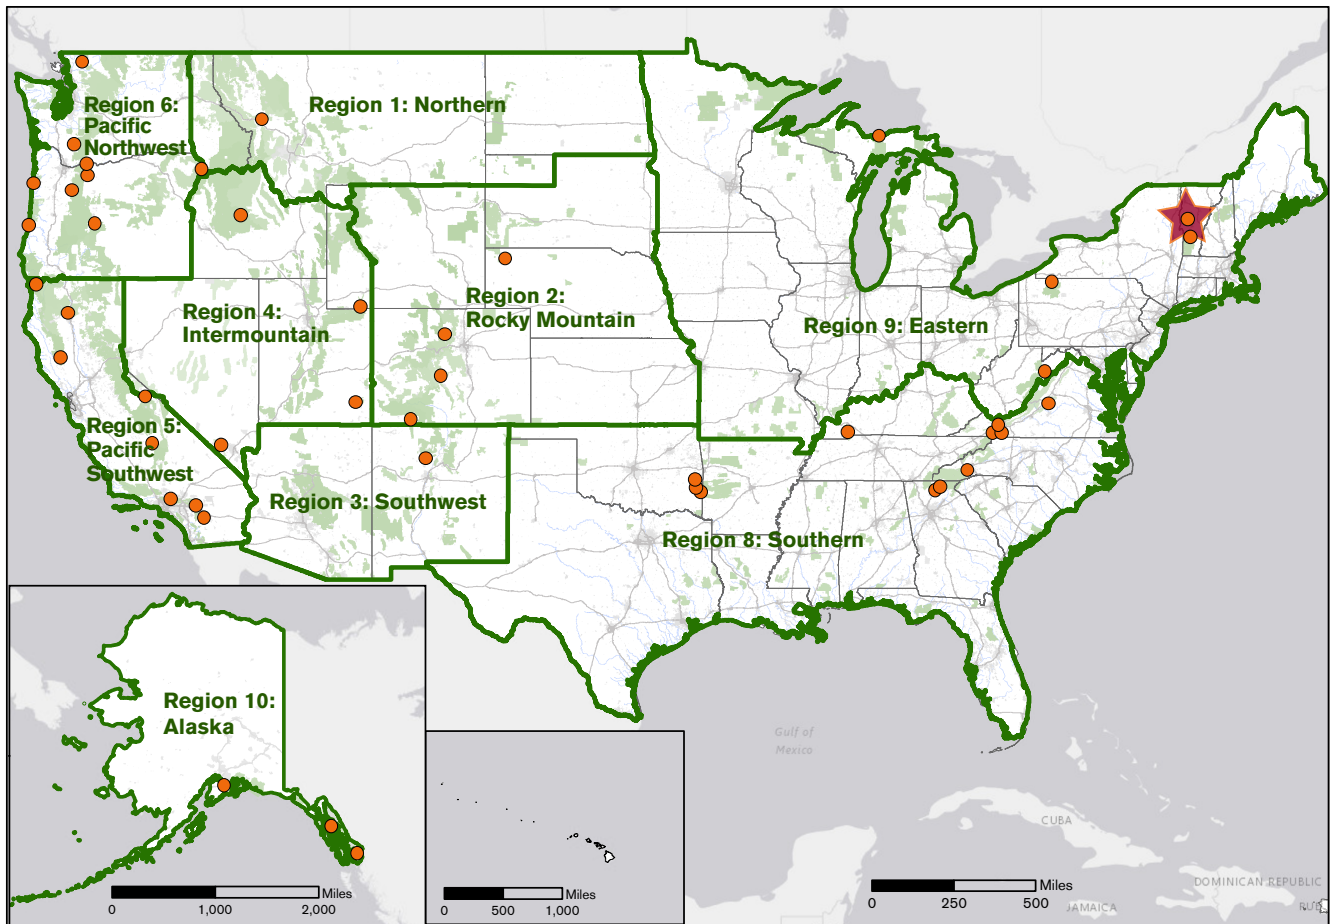 Region 6:
Pacific
Northwest
Region 1: Northern
Region 4:
Intermountain
Region 2:
Rocky Mountain
Region 9: Eastern
Region 5:
Pacific
Southwest
Region 3: Southwest
Region 8: Southern
Region 10:
Alaska
Gulf of
Mexico
CUBA
DOMINICAN REPUBLIC
JAMAICA
Miles
0 1,000 2,000
Miles
0 500 1,000
Miles
0 250 500